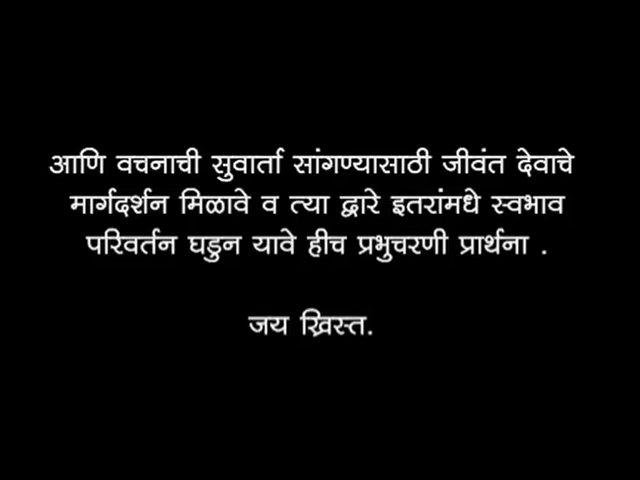 आणि वचनाची सुवार्ता सांगण्यासाठी जीवंत देवाचे
मार्गदर्शन मिळावे व त्या द्वारे इतरांमधे स्वभाव
परिवर्तन घडुन यावे हीच प्रभुचरणी प्रार्थना .
जय ख्रिस्त.